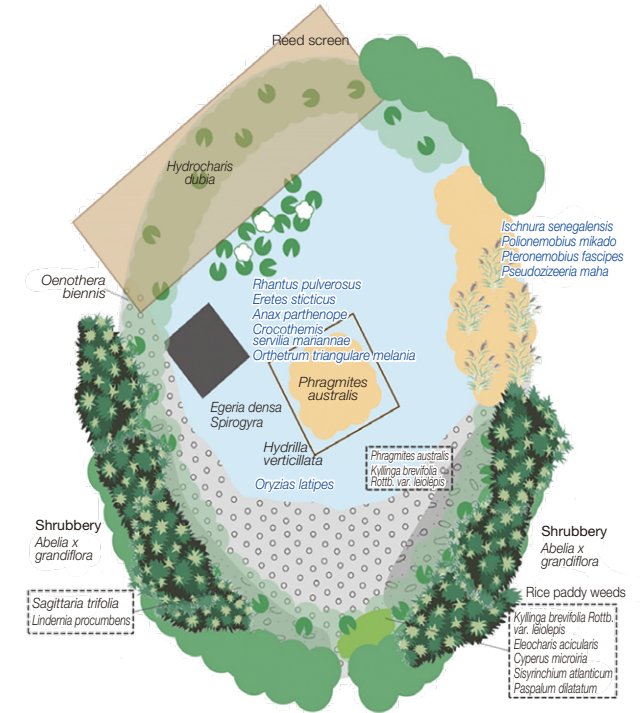 Reed screen
Hydrocharis
dubia
Ischnura senegalensis
Polionemobius mikado
Pteronemobius fascipes
Pseudozizeeria maha
Oenothera
biennis
Rhantus pulverosus
Eretes sticticus
Anax parthenope
Crocothemis
servilia mariannae
Orthetrum triangulare melania
Phragmites
australis
Egeria densa
Spirogyra
Hydrilla
verticillata
Phragmites australis
Kyllinga brevifolia
Rottb. var. leiolepis
Oryzias latipes
Shrubbery
Abelia x
grandiflora
Shrubbery
Abelia x
grandiflora
Sagittaria trifolia
Lindernia procumbens
Rice paddy weeds
Kyllinga brevifolia Rottb.
var. leiolepis
Eleocharis acicularis
Cyperus microiria
Sisyrinchium atlanticum
Paspalum dilatatum